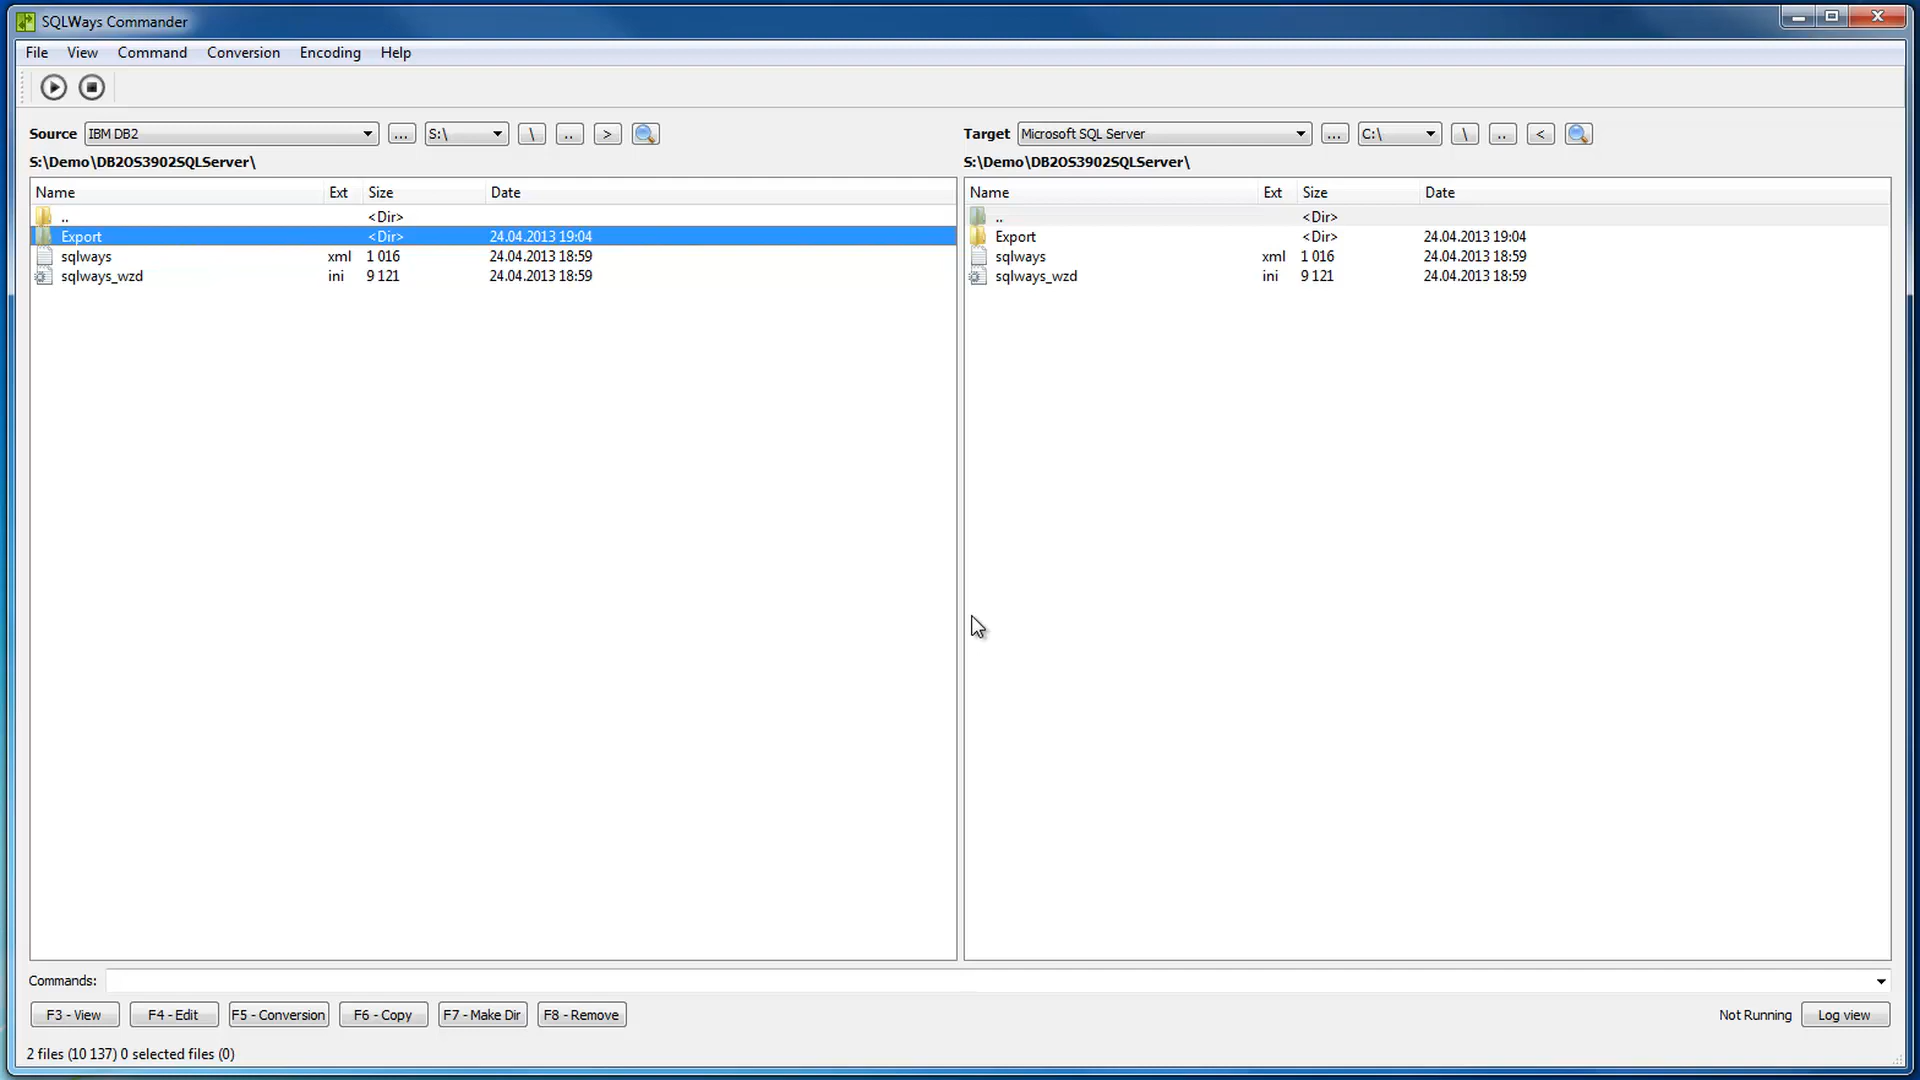 SQLWays Commander
File View Command Conversion Encoding Help
Source IBM DB2 ... S:\ \ .. > Target Microsoft SQL Server ... C:\ \ .. <
S:\Demo\DB2OS3902SQLServer\ S:\Demo\DB2OS3902SQLServer\
Name Ext Size Date Name Ext Size Date
.. <Dir> .. <Dir>
Export <Dir> 24.04.2013 19:04 Export <Dir> 24.04.2013 19:04
sqlways xml 1 016 24.04.2013 18:59 sqlways xml 1 016 24.04.2013 18:59
sqlways_wzd ini 9 121 24.04.2013 18:59 sqlways_wzd ini 9 121 24.04.2013 18:59
Commands:
F3 - View F4 - Edit F5 - Conversion F6 - Copy F7 - Make Dir F8 - Remove Not Running Log view
2 files (10 137) 0 selected files (0)